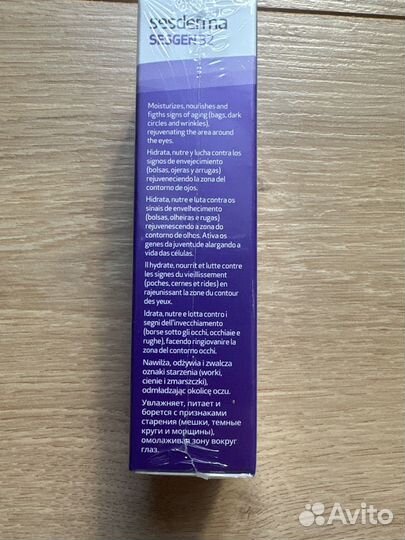 sesderma
SESGEN 32
Moisturizes, nourishes and
figths signs of aging (bags, dark
circles and wrinkles),
rejuvenating the area around
the eyes.
Hidrata, nutre y lucha contra los
signos de envejecimiento
(bolsas, ojeras y arrugas)
rejuveneciendo la zona del
contorno de ojos.
Hidrata, nutre e luta contra os
sinais de envelhecimento
(bolsas, olheiras e rugas)
rejuvenescendo a zona do
contorno de olhos. Ativa os
genes da juventude alargando a
vida das células.
Il hydrate, nourrit et lutte contre
les signes du vieillissement
(poches, cernes et rides) en
rajeunissant la zone du contour
des yeux.
Idrata, nutre e lotta contro i
segni dell'invecchiamento
(borse sotto gli occhi, occhiaie e
rughe), facendo ringiovanire la
zona del contorno occhi.
Nawilża, odżywia i zwalcza
oznaki starzenia (worki,
cienie i zmarszczki),
odmładzając okolicę oczu.
Увлажняет, питает и
борется с признаками
старения (мешки, темные
круги и морщины),
омолаживая зону вокруг
глаз.
Avito